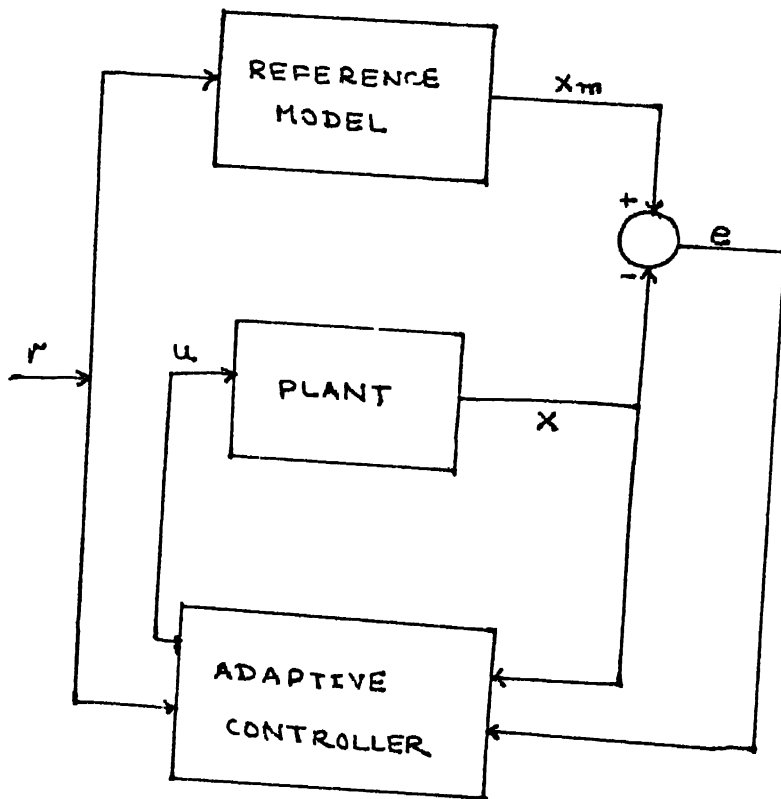 REFERENCE
MODEL
xm
+
e
-
r
u
PLANT
x
ADAPTIVE
CONTROLLER